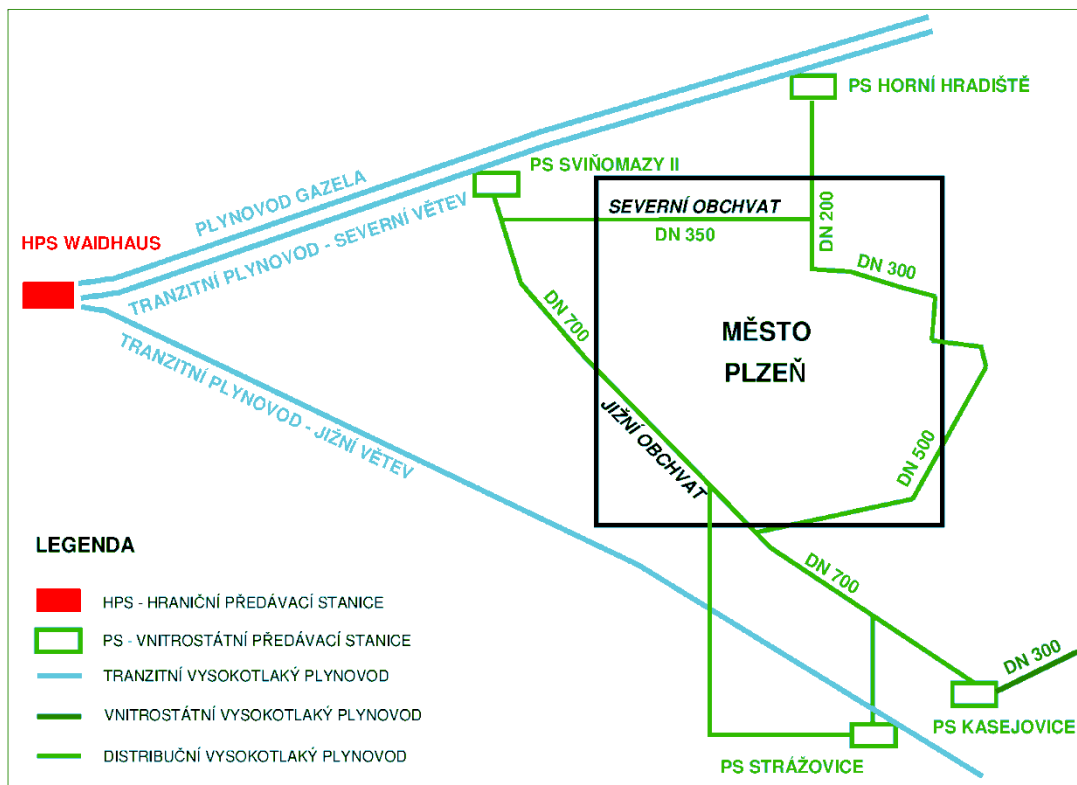 PS HORNÍ HRADIŠTĚ
PS SVIŇOMAZY II
PLYNOVOD GAZELA
SEVERNÍ OBCHVAT
DN 350
DN 200
HPS WAIDHAUS
TRANZITNÍ PLYNOVOD - SEVERNÍ VĚTEV
DN 300
DN 700
MĚSTO
PLZEŇ
TRANZITNÍ PLYNOVOD - JIŽNÍ VĚTEV
JIŽNÍ OBCHVAT
DN 500
LEGENDA
DN 700
HPS - HRANIČNÍ PŘEDÁVACÍ STANICE
PS - VNITROSTÁTNÍ PŘEDÁVACÍ STANICE
DN 300
TRANZITNÍ VYSOKOTLAKÝ PLYNOVOD
VNITROSTÁTNÍ VYSOKOTLAKÝ PLYNOVOD
PS KASEJOVICE
DISTRIBUČNÍ VYSOKOTLAKÝ PLYNOVOD
PS STRÁŽOVICE